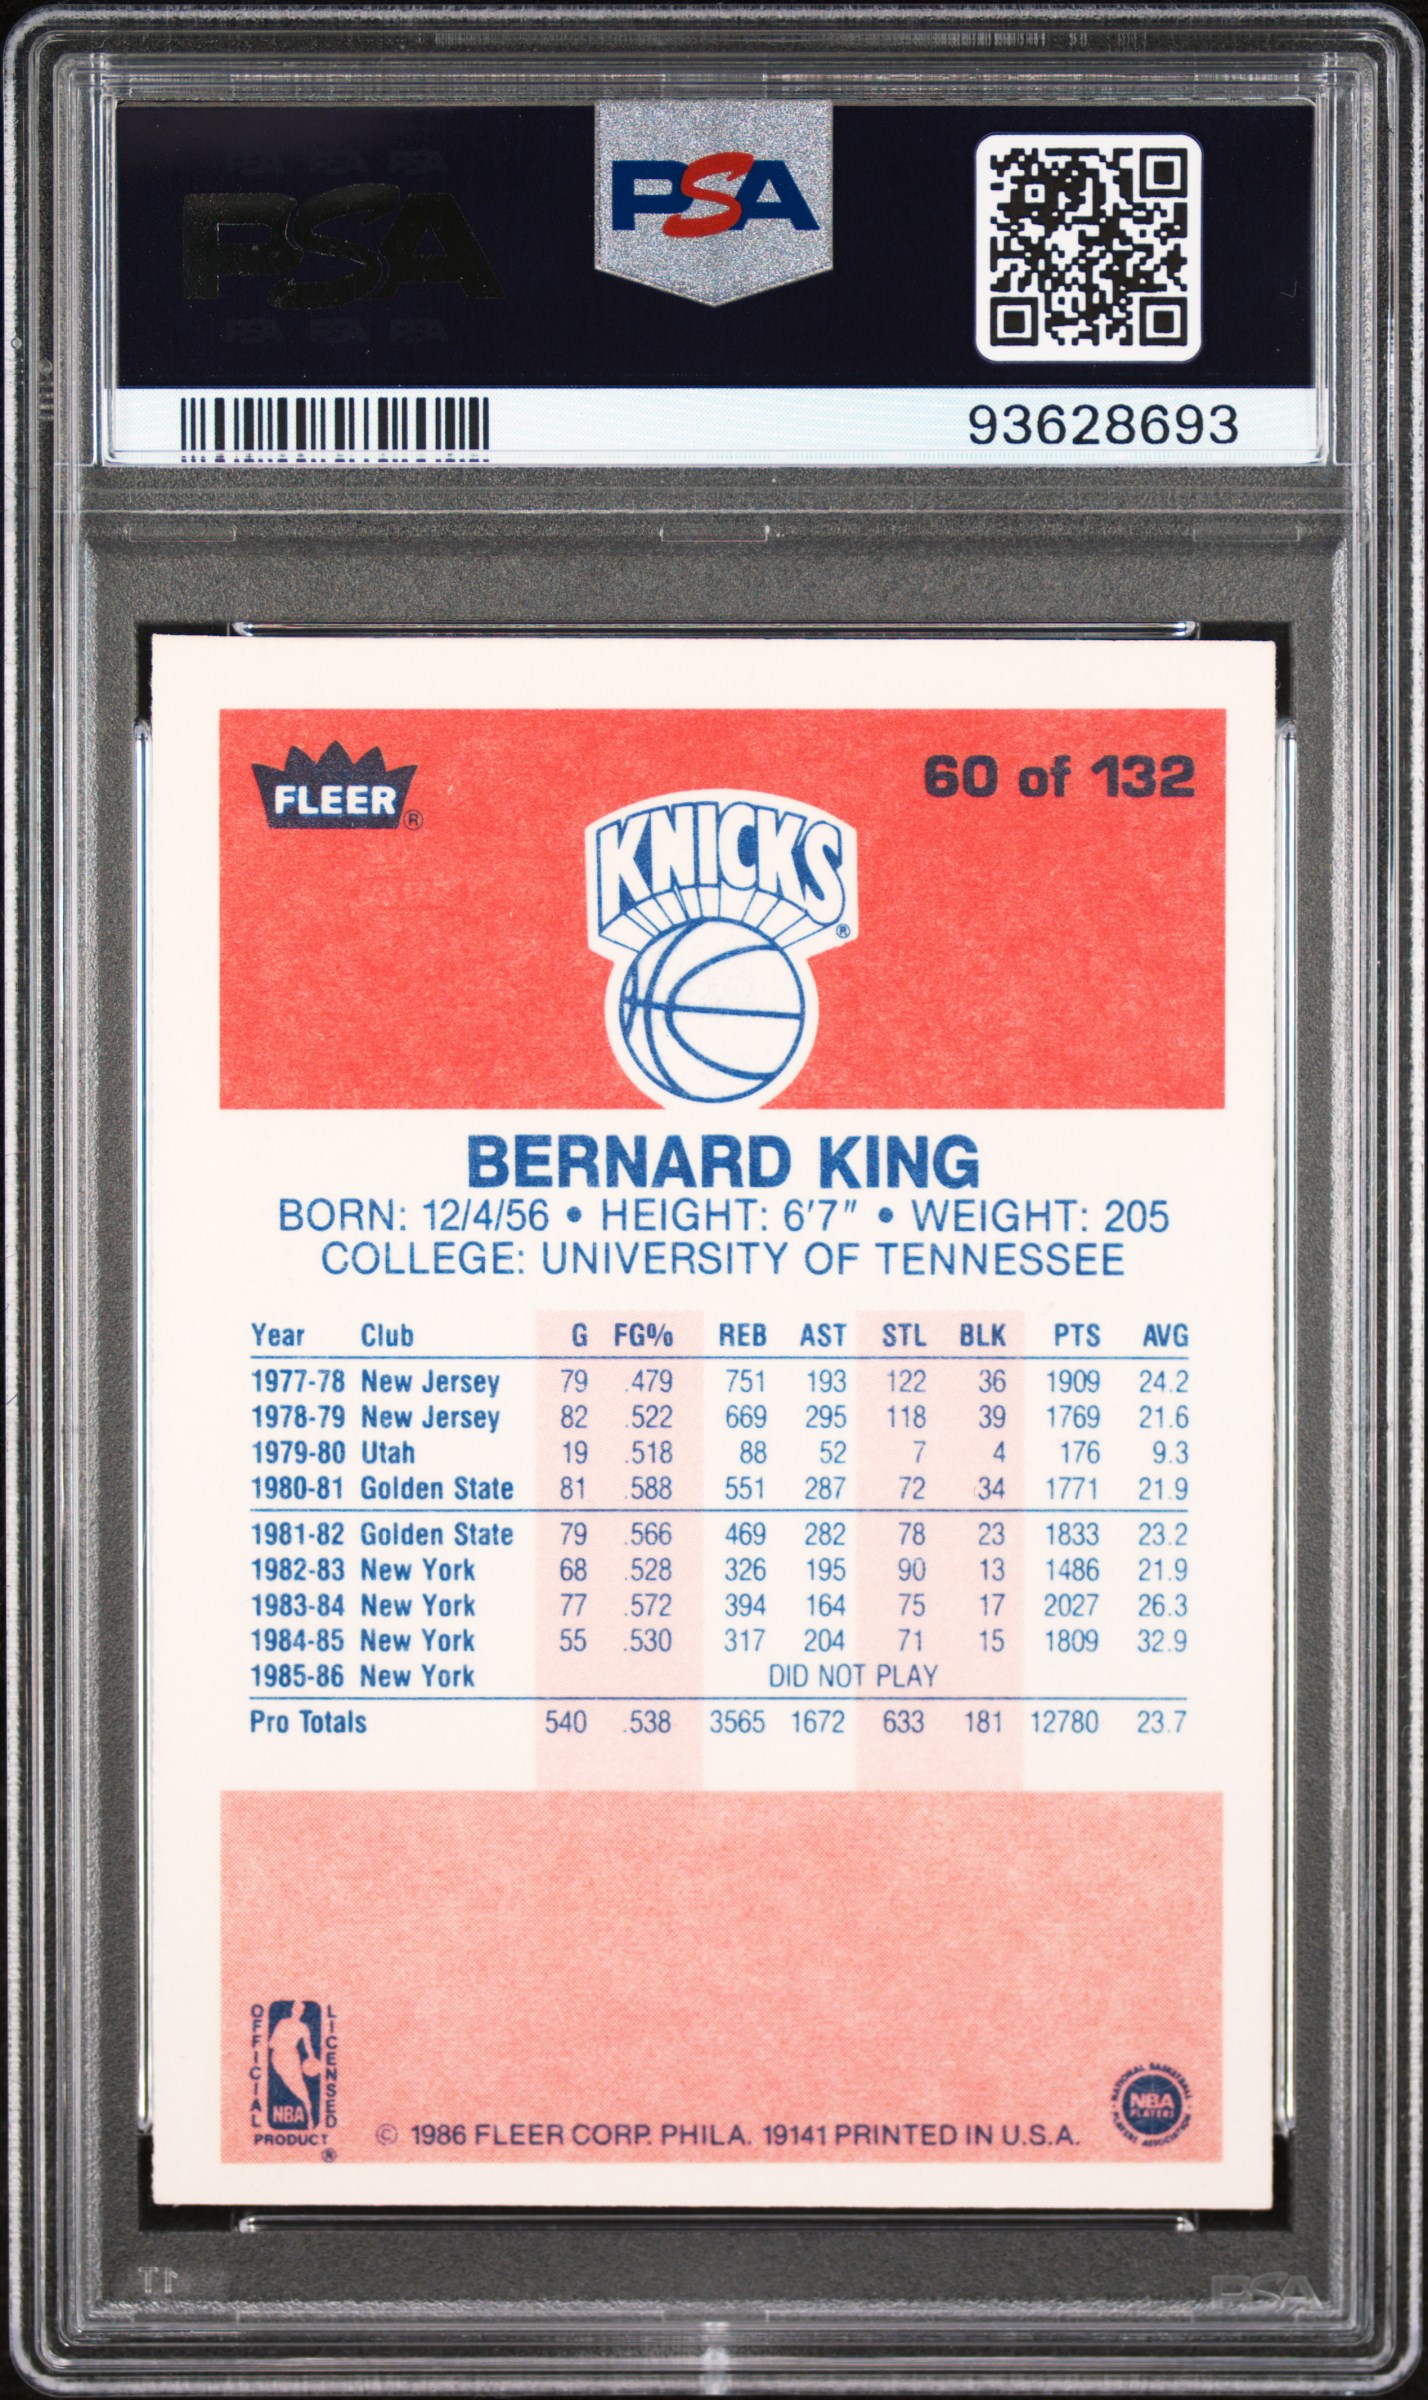 PSA
PSA
93628693
FLEER®
60 of 132
KNICKS®
BERNARD KING
BORN: 12/4/56 • HEIGHT: 6'7" • WEIGHT: 205
COLLEGE: UNIVERSITY OF TENNESSEE
Year Club G FG% REB AST STL BLK PTS AVG
1977-78 New Jersey 79 .479 751 193 122 36 1909 24.2
1978-79 New Jersey 82 .522 669 295 118 39 1769 21.6
1979-80 Utah 19 .518 88 52 7 4 176 9.3
1980-81 Golden State 81 .588 551 287 72 34 1771 21.9
1981-82 Golden State 79 .566 469 282 78 23 1833 23.2
1982-83 New York 68 .528 326 195 90 13 1486 21.9
1983-84 New York 77 .572 394 164 75 17 2027 26.3
1984-85 New York 55 .530 317 204 71 15 1809 32.9
1985-86 New York DID NOT PLAY
Pro Totals 540 .538 3565 1672 633 181 12780 23.7
OFFICIAL LICENSED
NBA
PRODUCT®
© 1986 FLEER CORP. PHILA. 19141 PRINTED IN U.S.A.
NATIONAL BASKETBALL
NBA
PLAYERS
PLAYERS ASSOCIATION
PSA